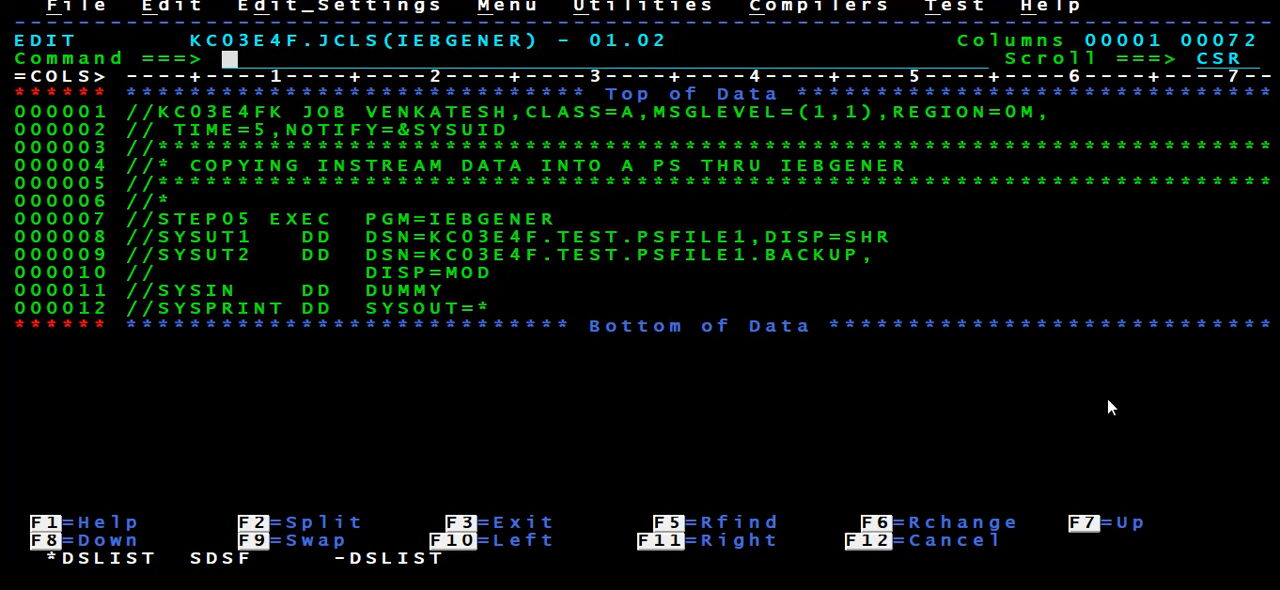 File Edit Edit_Settings Menu Utilities Compilers Test Help
--------------------------------------------------------------------------------
EDIT KC03E4F.JCLS(IEBGENER) - 01.02 Columns 00001 00072
Command ===> Scroll ===> CSR
=COLS> ----+----1----+----2----+----3----+----4----+----5----+----6----+----7--
****** ***************************** Top of Data ******************************
000001 //KC03E4FK JOB VENKATESH,CLASS=A,MSGLEVEL=(1,1),REGION=0M,
000002 // TIME=5,NOTIFY=&SYSUID
000003 //**********************************************************************
000004 //* COPYING INSTREAM DATA INTO A PS THRU IEBGENER
000005 //**********************************************************************
000006 //*
000007 //STEP05 EXEC PGM=IEBGENER
000008 //SYSUT1 DD DSN=KC03E4F.TEST.PSFILE1,DISP=SHR
000009 //SYSUT2 DD DSN=KC03E4F.TEST.PSFILE1.BACKUP,
000010 // DISP=MOD
000011 //SYSIN DD DUMMY
000012 //SYSPRINT DD SYSOUT=*
****** **************************** Bottom of Data ****************************
F1=Help F2=Split F3=Exit F5=Rfind F6=Rchange F7=Up
F8=Down F9=Swap F10=Left F11=Right F12=Cancel
*DSLIST SDSF -DSLIST